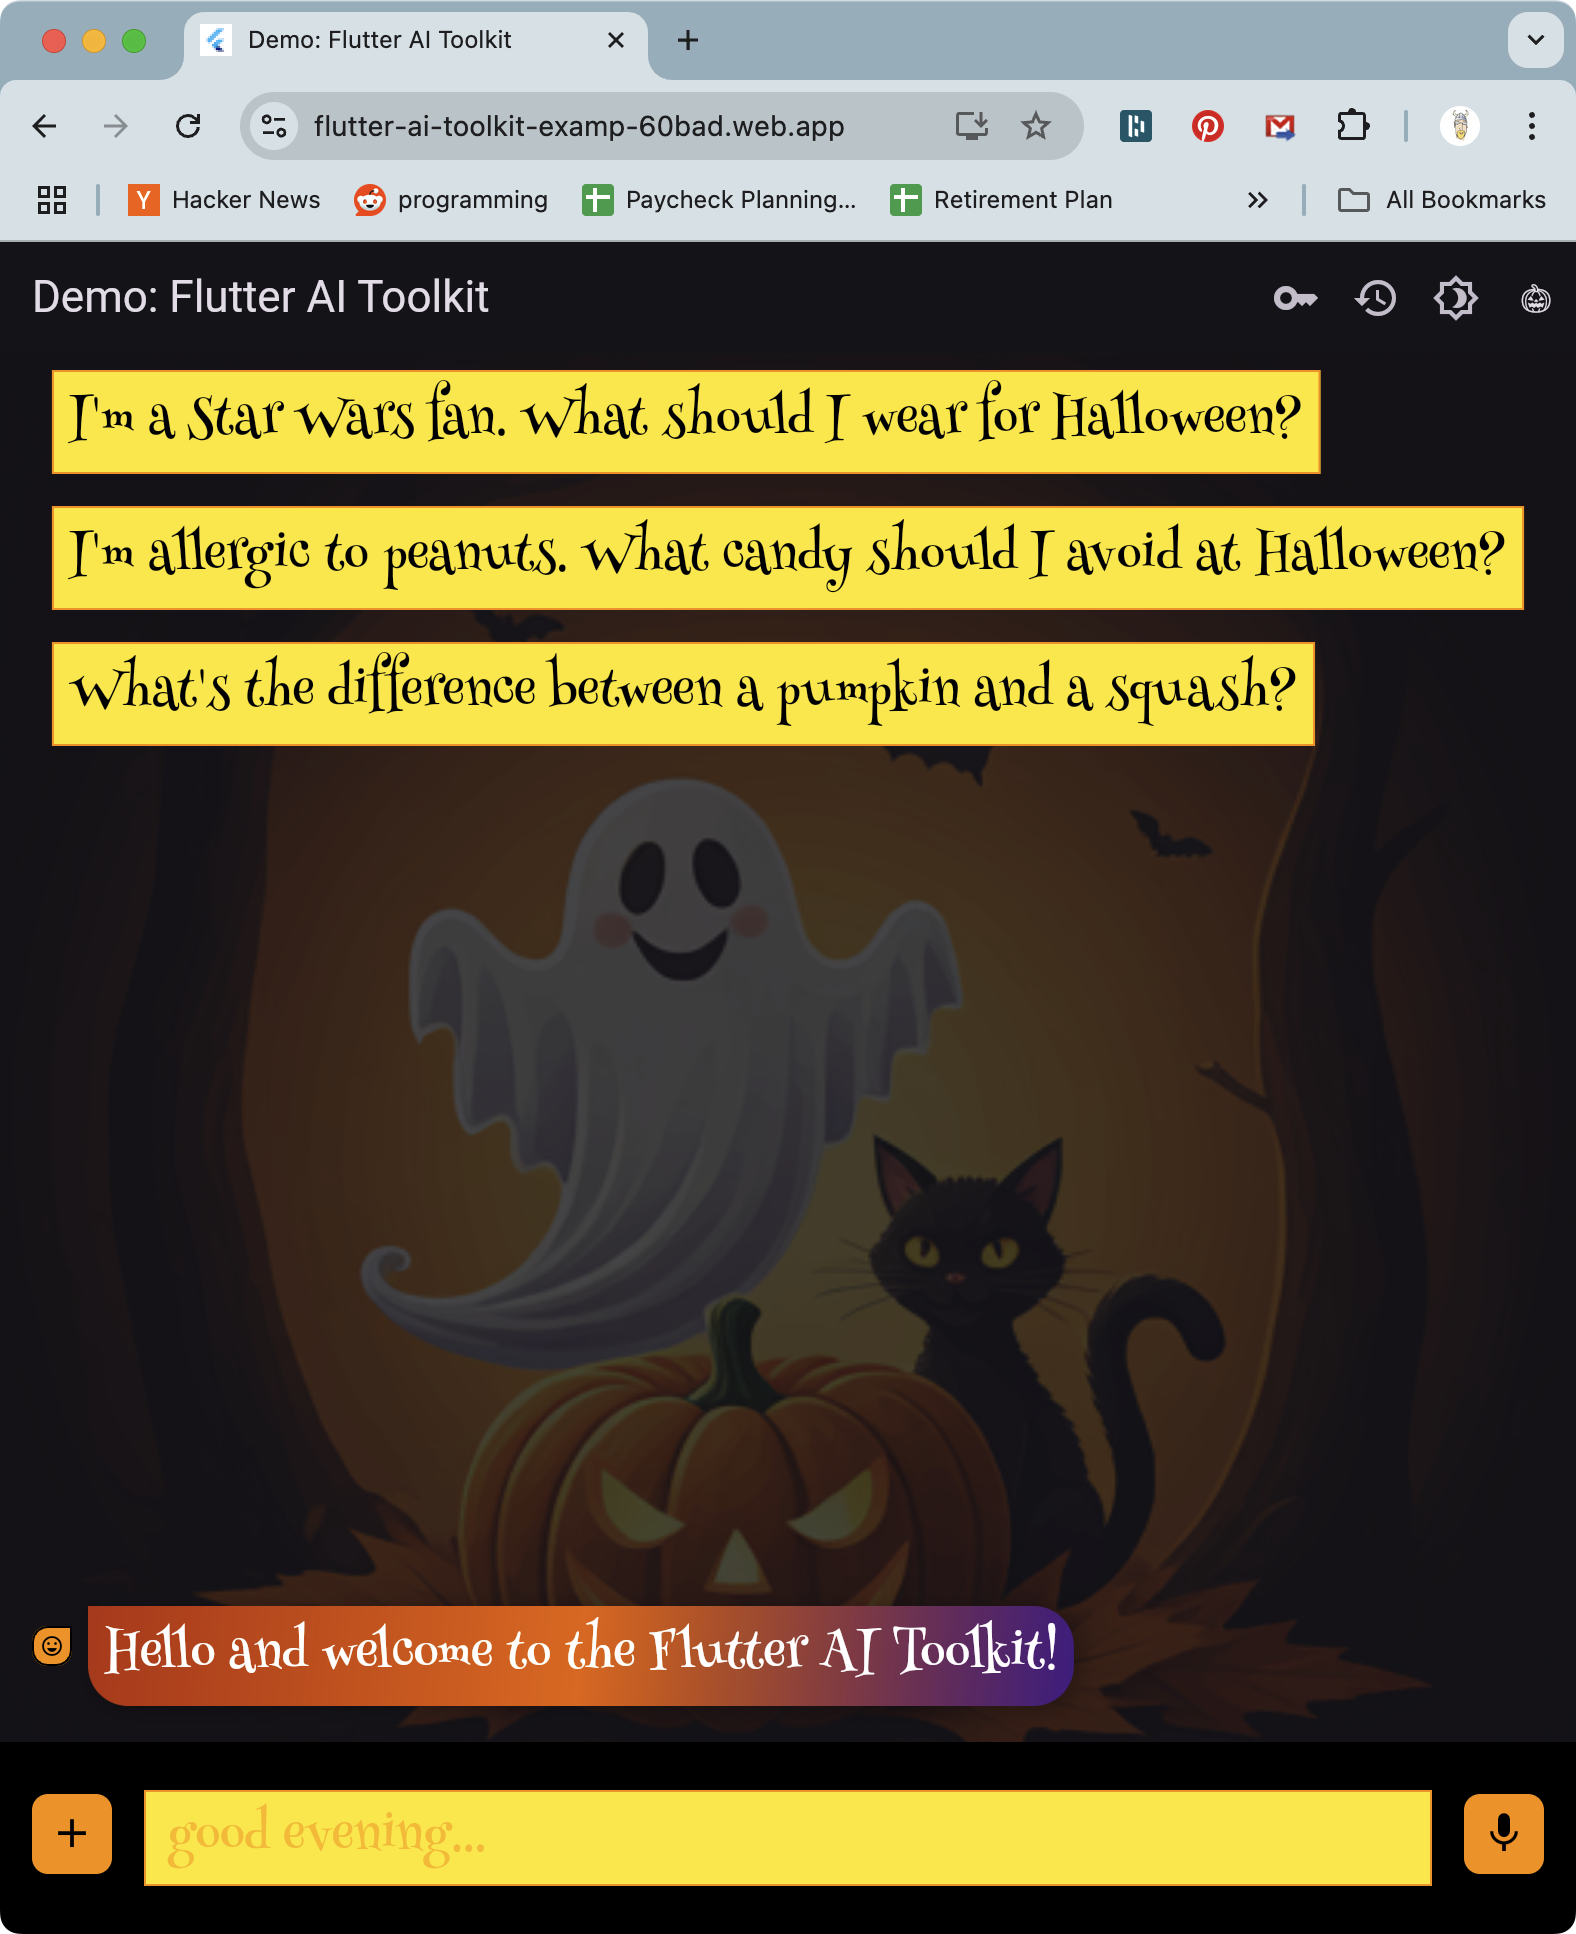 Demo: Flutter AI Toolkit
flutter-ai-toolkit-examp-60bad.web.app
Hacker News programming Paycheck Planning... Retirement Plan All Bookmarks
Demo: Flutter AI Toolkit
I'm a Star Wars fan. What should I wear for Halloween?
I'm allergic to peanuts. What candy should I avoid at Halloween?
What's the difference between a pumpkin and a squash?
Hello and welcome to the Flutter AI Toolkit!
good evening...